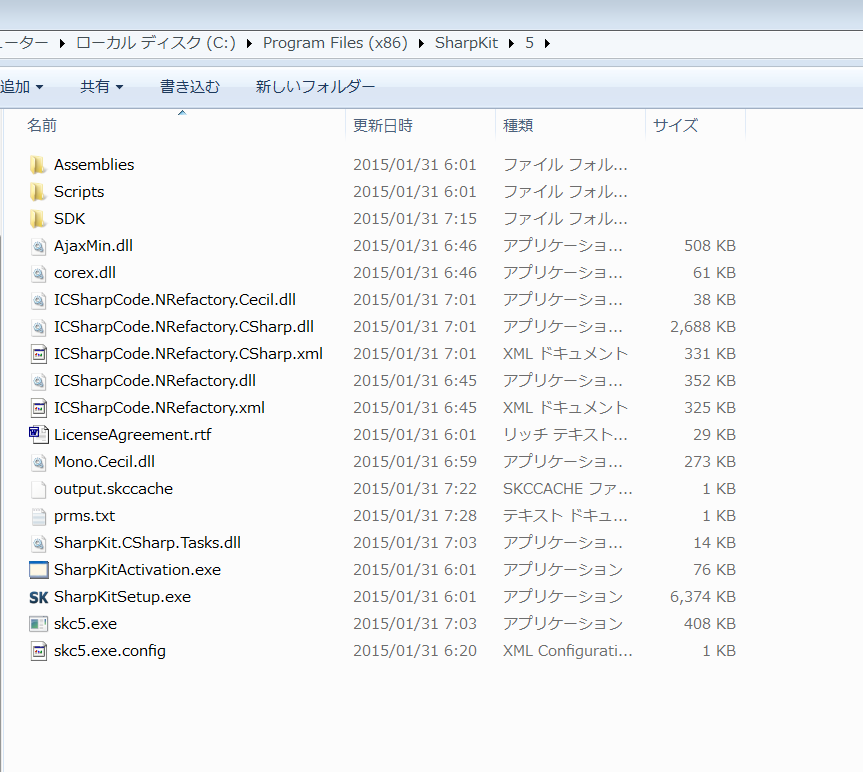 ーター ▶ ローカル ディスク (C:) ▶ Program Files (x86) ▶ SharpKit ▶ 5 ▶
追加 ▼ 共有 ▼ 書き込む 新しいフォルダー
名前 更新日時 種類 サイズ
Assemblies 2015/01/31 6:01 ファイル フォル...
Scripts 2015/01/31 6:01 ファイル フォル...
SDK 2015/01/31 7:15 ファイル フォル...
AjaxMin.dll 2015/01/31 6:46 アプリケーショ... 508 KB
corex.dll 2015/01/31 6:46 アプリケーショ... 61 KB
ICSharpCode.NRefactory.Cecil.dll 2015/01/31 7:01 アプリケーショ... 38 KB
ICSharpCode.NRefactory.CSharp.dll 2015/01/31 7:01 アプリケーショ... 2,688 KB
ICSharpCode.NRefactory.CSharp.xml 2015/01/31 7:01 XML ドキュメント 331 KB
ICSharpCode.NRefactory.dll 2015/01/31 6:45 アプリケーショ... 352 KB
ICSharpCode.NRefactory.xml 2015/01/31 6:45 XML ドキュメント 325 KB
LicenseAgreement.rtf 2015/01/31 6:01 リッチ テキスト... 29 KB
Mono.Cecil.dll 2015/01/31 6:59 アプリケーショ... 273 KB
output.skccache 2015/01/31 7:22 SKCCACHE ファ... 1 KB
prms.txt 2015/01/31 7:28 テキスト ドキュ... 1 KB
SharpKit.CSharp.Tasks.dll 2015/01/31 7:03 アプリケーショ... 14 KB
SharpKitActivation.exe 2015/01/31 6:01 アプリケーション 76 KB
SK SharpKitSetup.exe 2015/01/31 6:01 アプリケーション 6,374 KB
skc5.exe 2015/01/31 7:03 アプリケーション 408 KB
skc5.exe.config 2015/01/31 6:20 XML Configurati... 1 KB